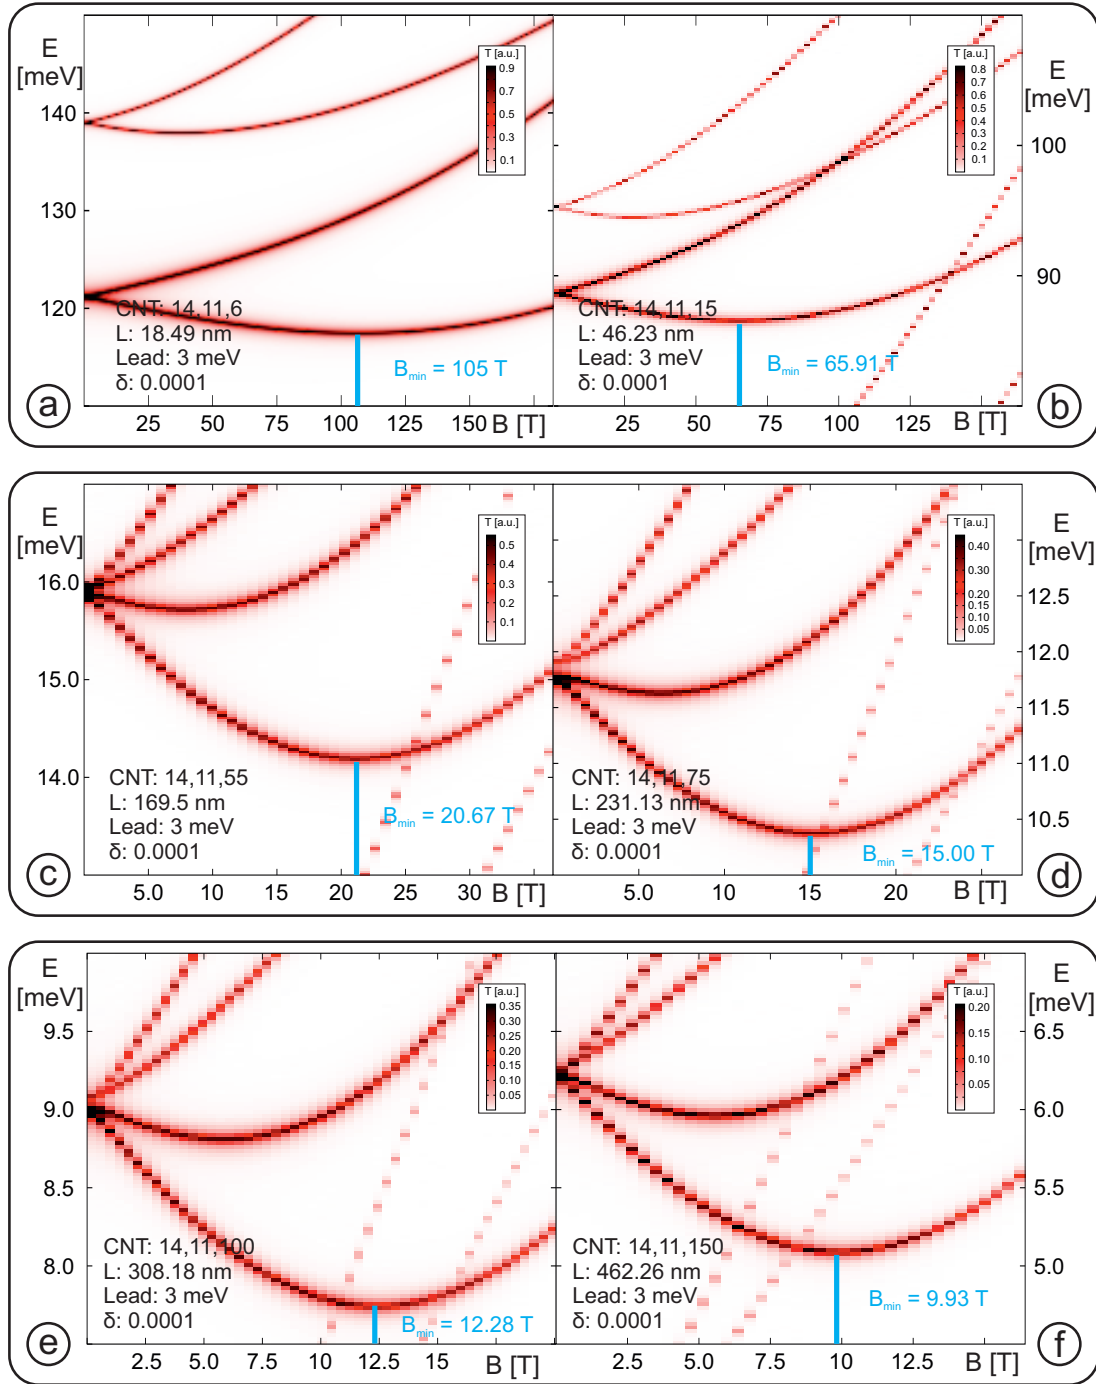 E
[meV]
T [a.u.]
0.9
0.7
0.5
0.3
0.1
140
130
120
CNT: 14,11,6
L: 18.49 nm
Lead: 3 meV
δ: 0.0001
Bmin = 105 T
a
25 50 75 100 125 150 B [T]
E
[meV]
T [a.u.]
0.8
0.7
0.6
0.5
0.4
0.3
0.2
0.1
100
90
CNT: 14,11,15
L: 46.23 nm
Lead: 3 meV
δ: 0.0001
Bmin = 65.91 T
b
25 50 75 100 125 B [T]
E
[meV]
T [a.u.]
0.5
0.4
0.3
0.2
0.1
16.0
15.0
14.0
CNT: 14,11,55
L: 169.5 nm
Lead: 3 meV
δ: 0.0001
Bmin = 20.67 T
c
5.0 10 15 20 25 30 B [T]
E
[meV]
T [a.u.]
0.40
0.30
0.20
0.15
0.10
0.05
12.5
12.0
11.5
11.0
10.5
CNT: 14,11,75
L: 231.13 nm
Lead: 3 meV
δ: 0.0001
Bmin = 15.00 T
d
5.0 10 15 20 B [T]
E
[meV]
T [a.u.]
0.35
0.30
0.25
0.20
0.15
0.10
0.05
9.5
9.0
8.5
8.0
CNT: 14,11,100
L: 308.18 nm
Lead: 3 meV
δ: 0.0001
Bmin = 12.28 T
e
2.5 5.0 7.5 10 12.5 15 B [T]
E
[meV]
T [a.u.]
0.20
0.15
0.10
0.05
6.5
6.0
5.5
5.0
CNT: 14,11,150
L: 462.26 nm
Lead: 3 meV
δ: 0.0001
Bmin = 9.93 T
f
2.5 5.0 7.5 10 12.5 B [T]